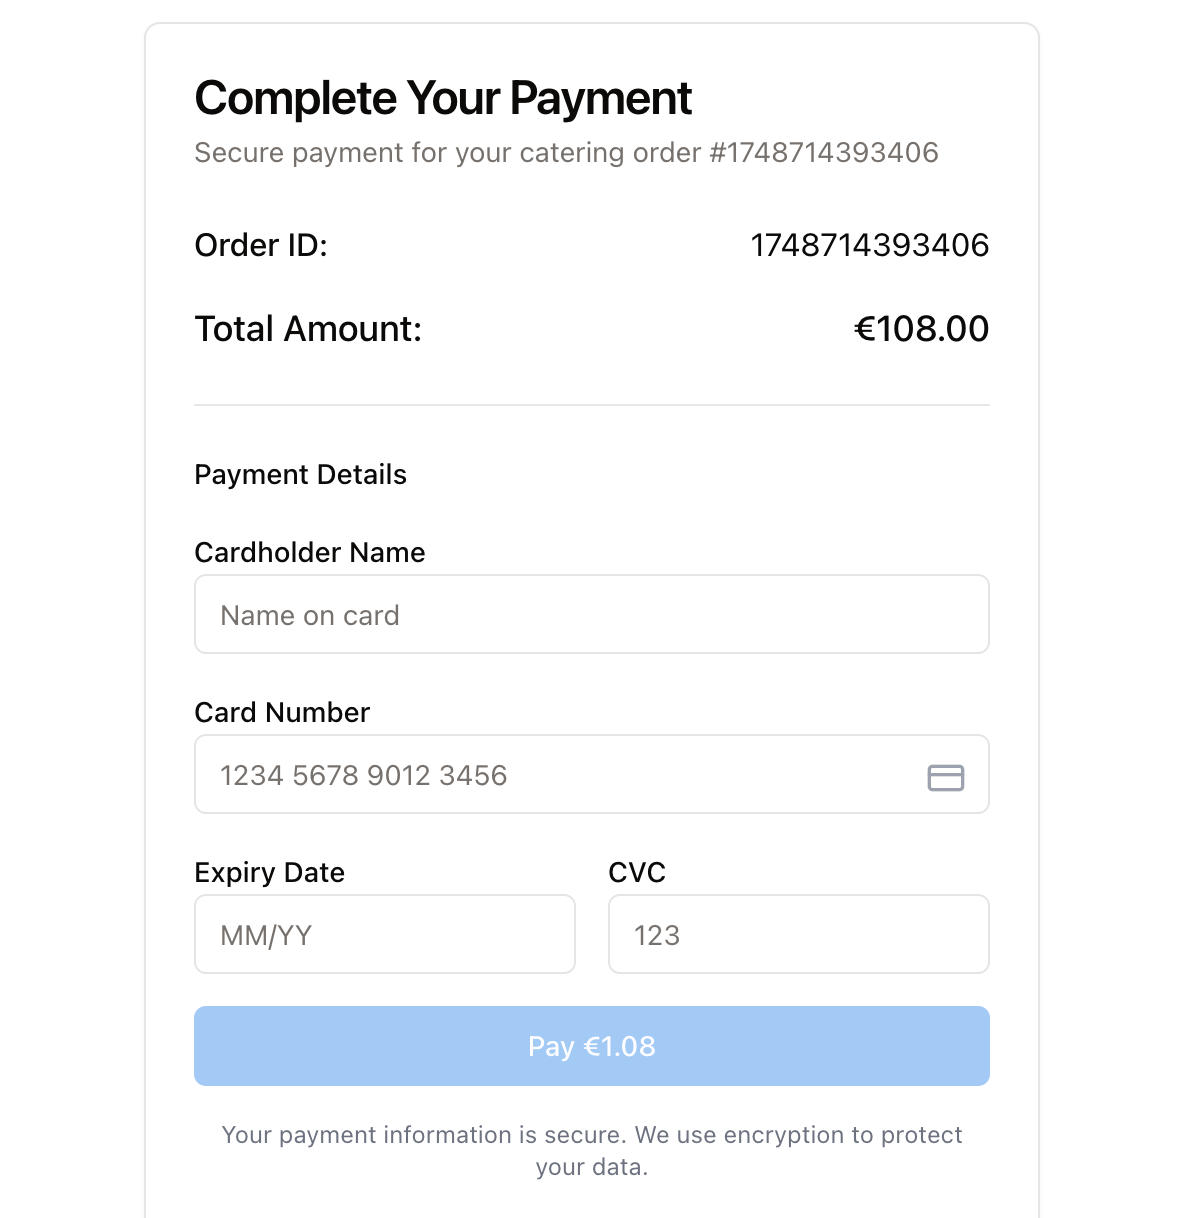 Complete Your Payment
Secure payment for your catering order #1748714393406
Order ID: 1748714393406
Total Amount: €108.00
Payment Details
Cardholder Name
Name on card
Card Number
1234 5678 9012 3456
Expiry Date CVC
MM/YY 123
Pay €1.08
Your payment information is secure. We use encryption to protect
your data.